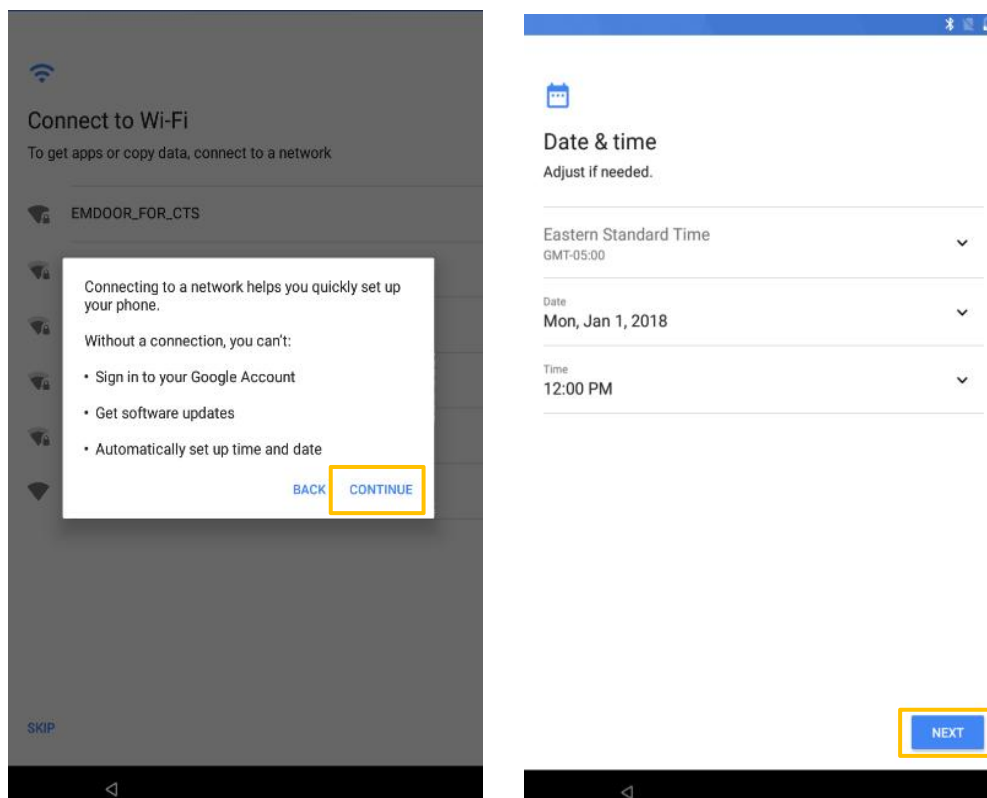 Connect to Wi-Fi
To get apps or copy data, connect to a network
EMDOOR_FOR_CTS
Connecting to a network helps you quickly set up
your phone.
Without a connection, you can't:
• Sign in to your Google Account
• Get software updates
• Automatically set up time and date
BACK CONTINUE
SKIP
Date & time
Adjust if needed.
Eastern Standard Time
GMT-05:00
Date
Mon, Jan 1, 2018
Time
12:00 PM
NEXT